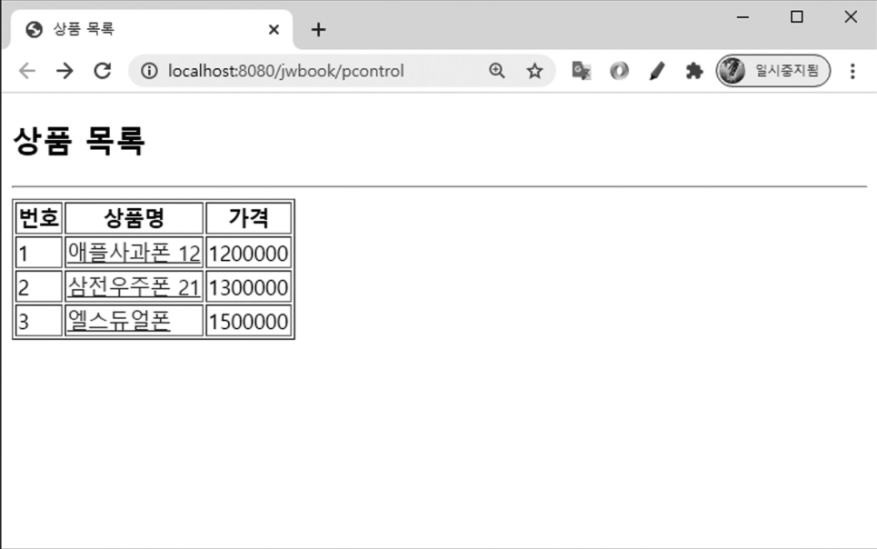 상품 목록
localhost:8080/jwbook/pcontrol 일시중지됨
상품 목록
번호 상품명 가격
1 애플사과폰 12 1200000
2 삼전우주폰 21 1300000
3 엘스듀얼폰 1500000